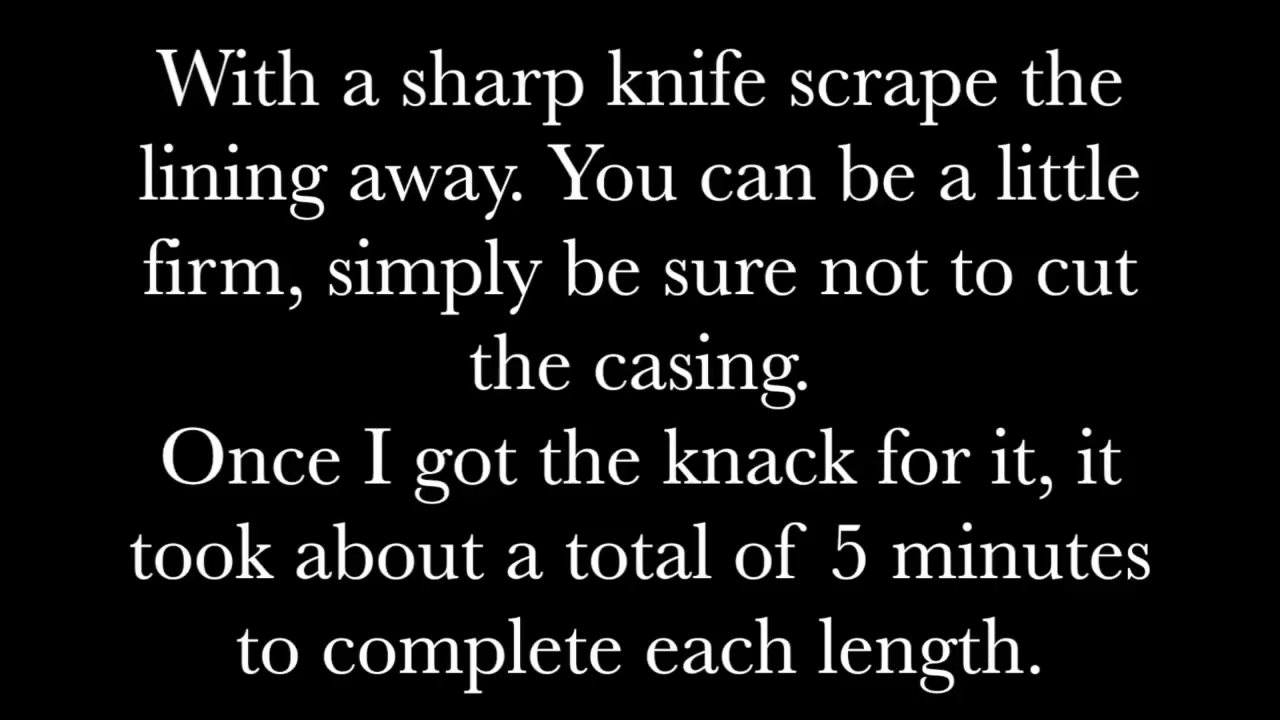 With a sharp knife scrape the
lining away. You can be a little
firm, simply be sure not to cut
the casing.
Once I got the knack for it, it
took about a total of 5 minutes
to complete each length.